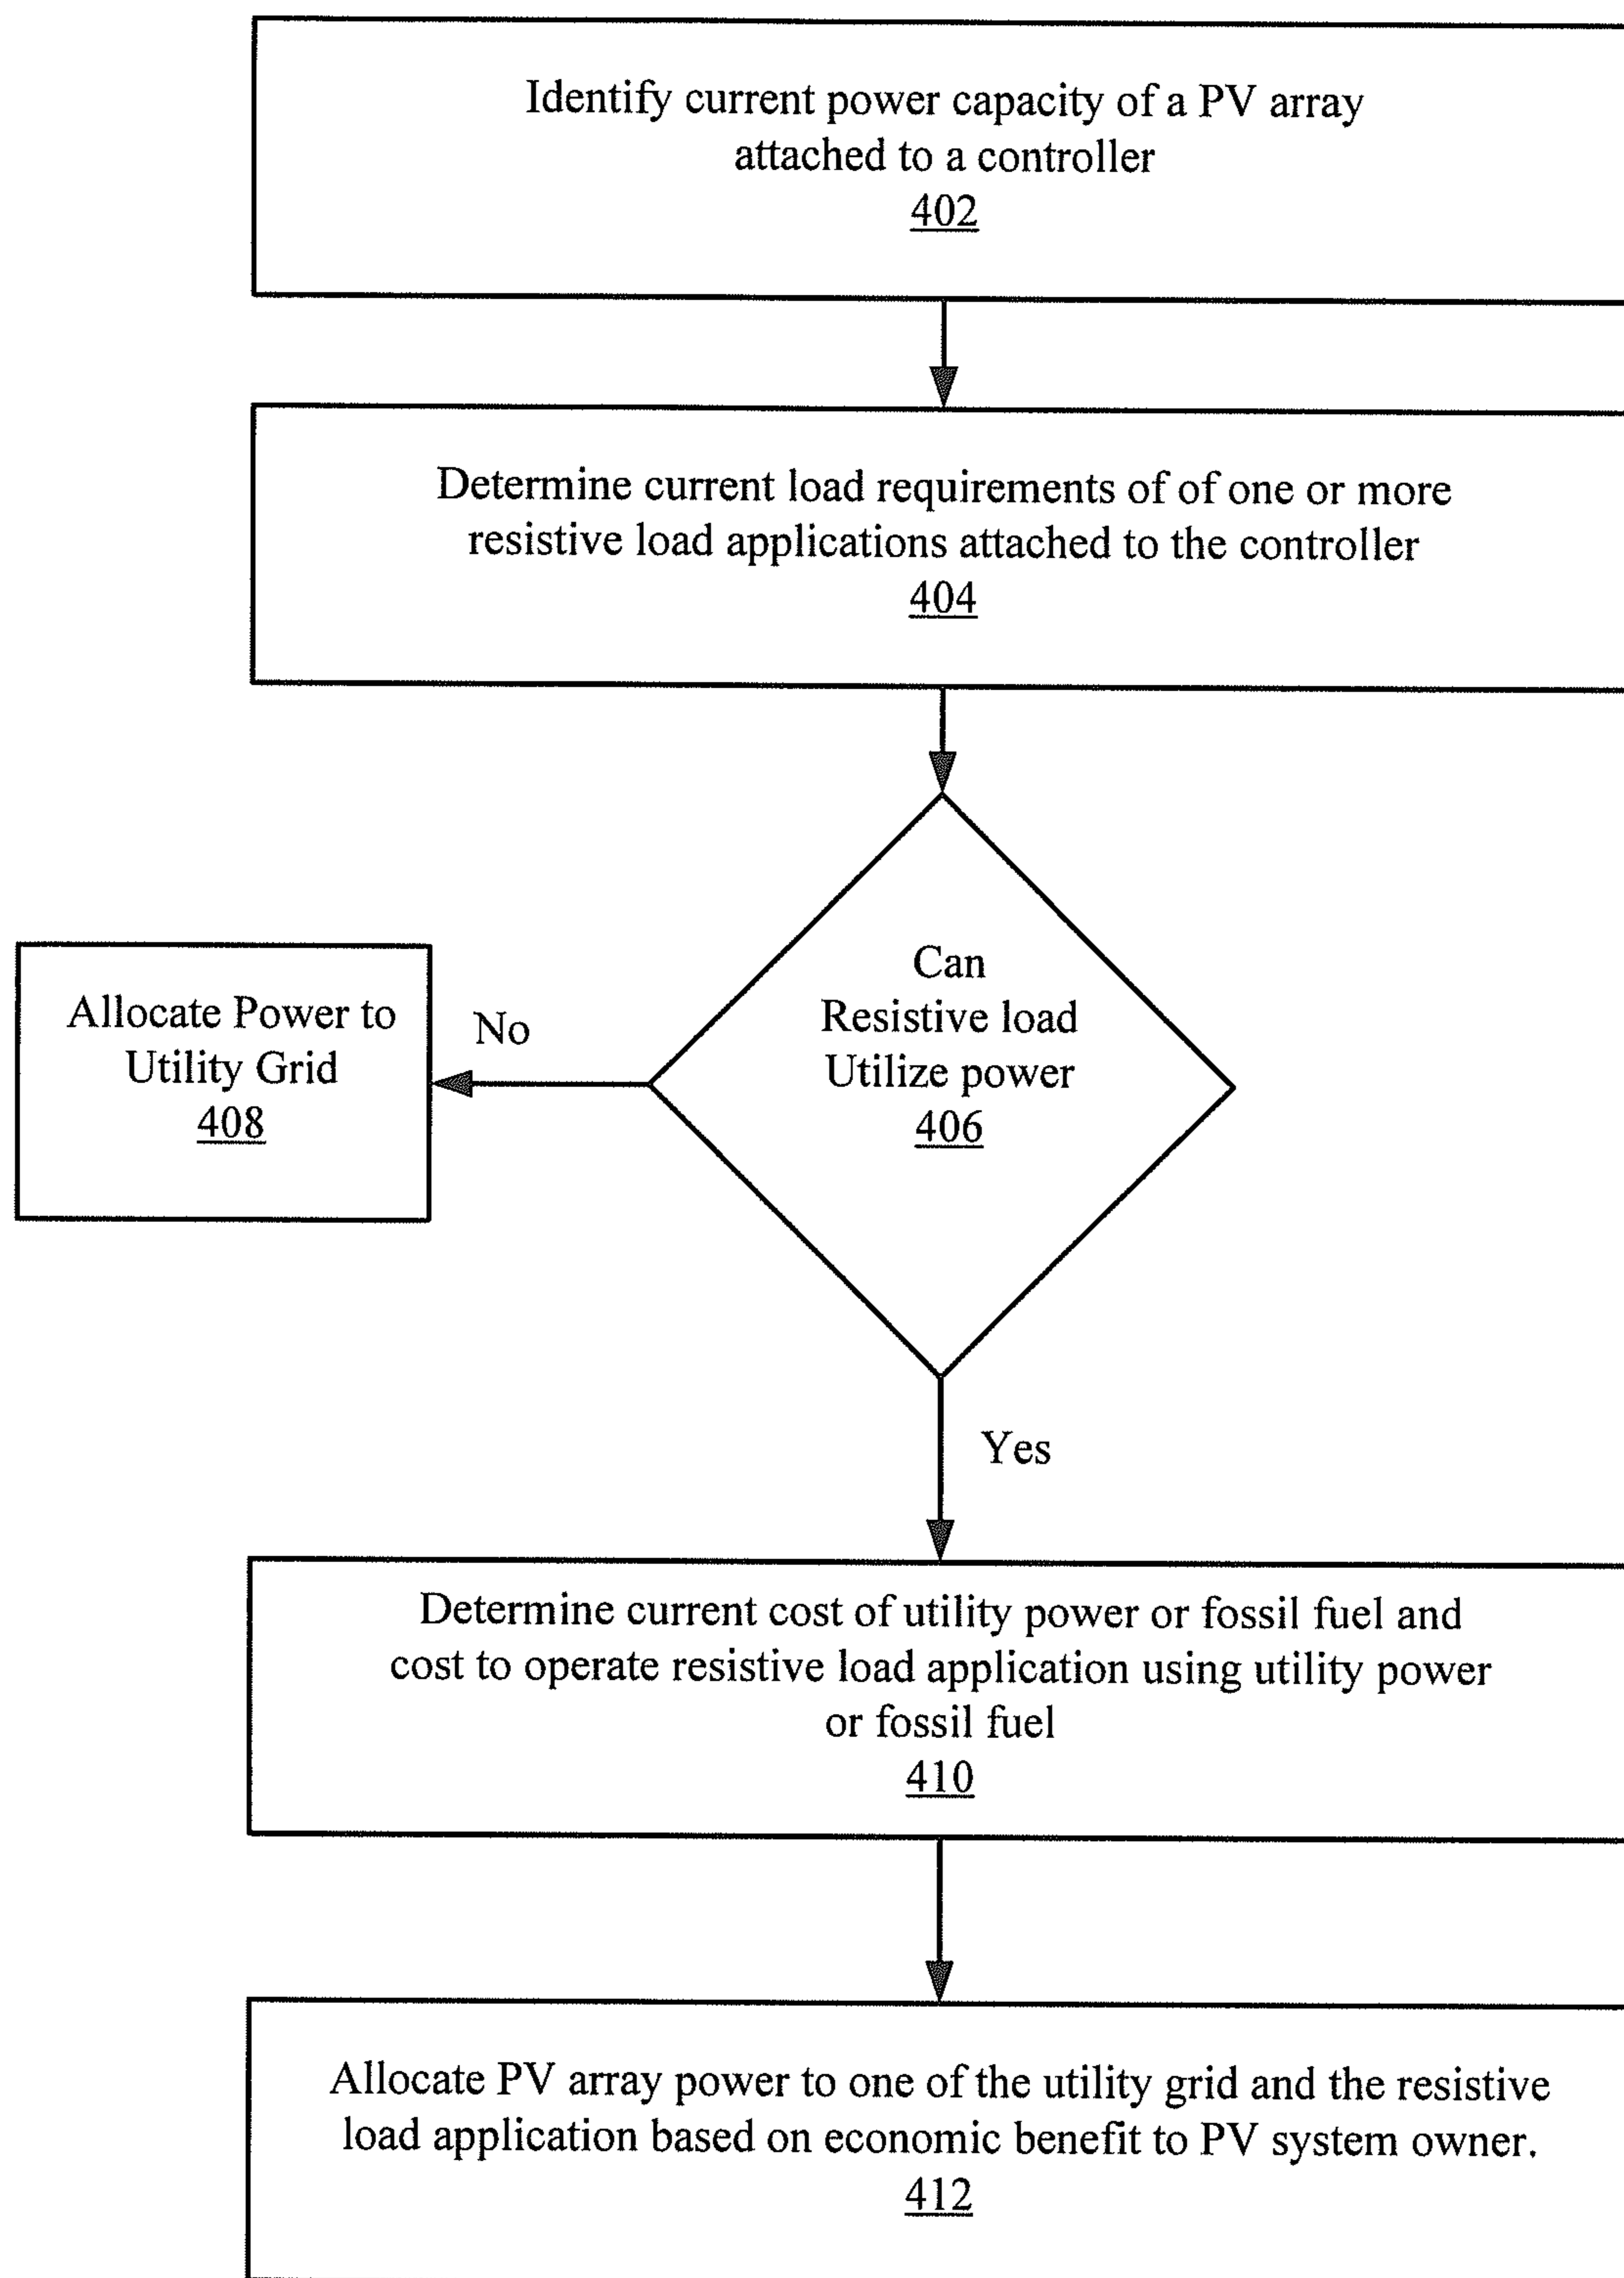 Identify current power capacity of a PV array
attached to a controller
402
Determine current load requirements of of one or more
resistive load applications attached to the controller
404
Can
Resistive load
Utilize power
406
No
Allocate Power to
Utility Grid
408
Yes
Determine current cost of utility power or fossil fuel and
cost to operate resistive load application using utility power
or fossil fuel
410
Allocate PV array power to one of the utility grid and the resistive
load application based on economic benefit to PV system owner.
412